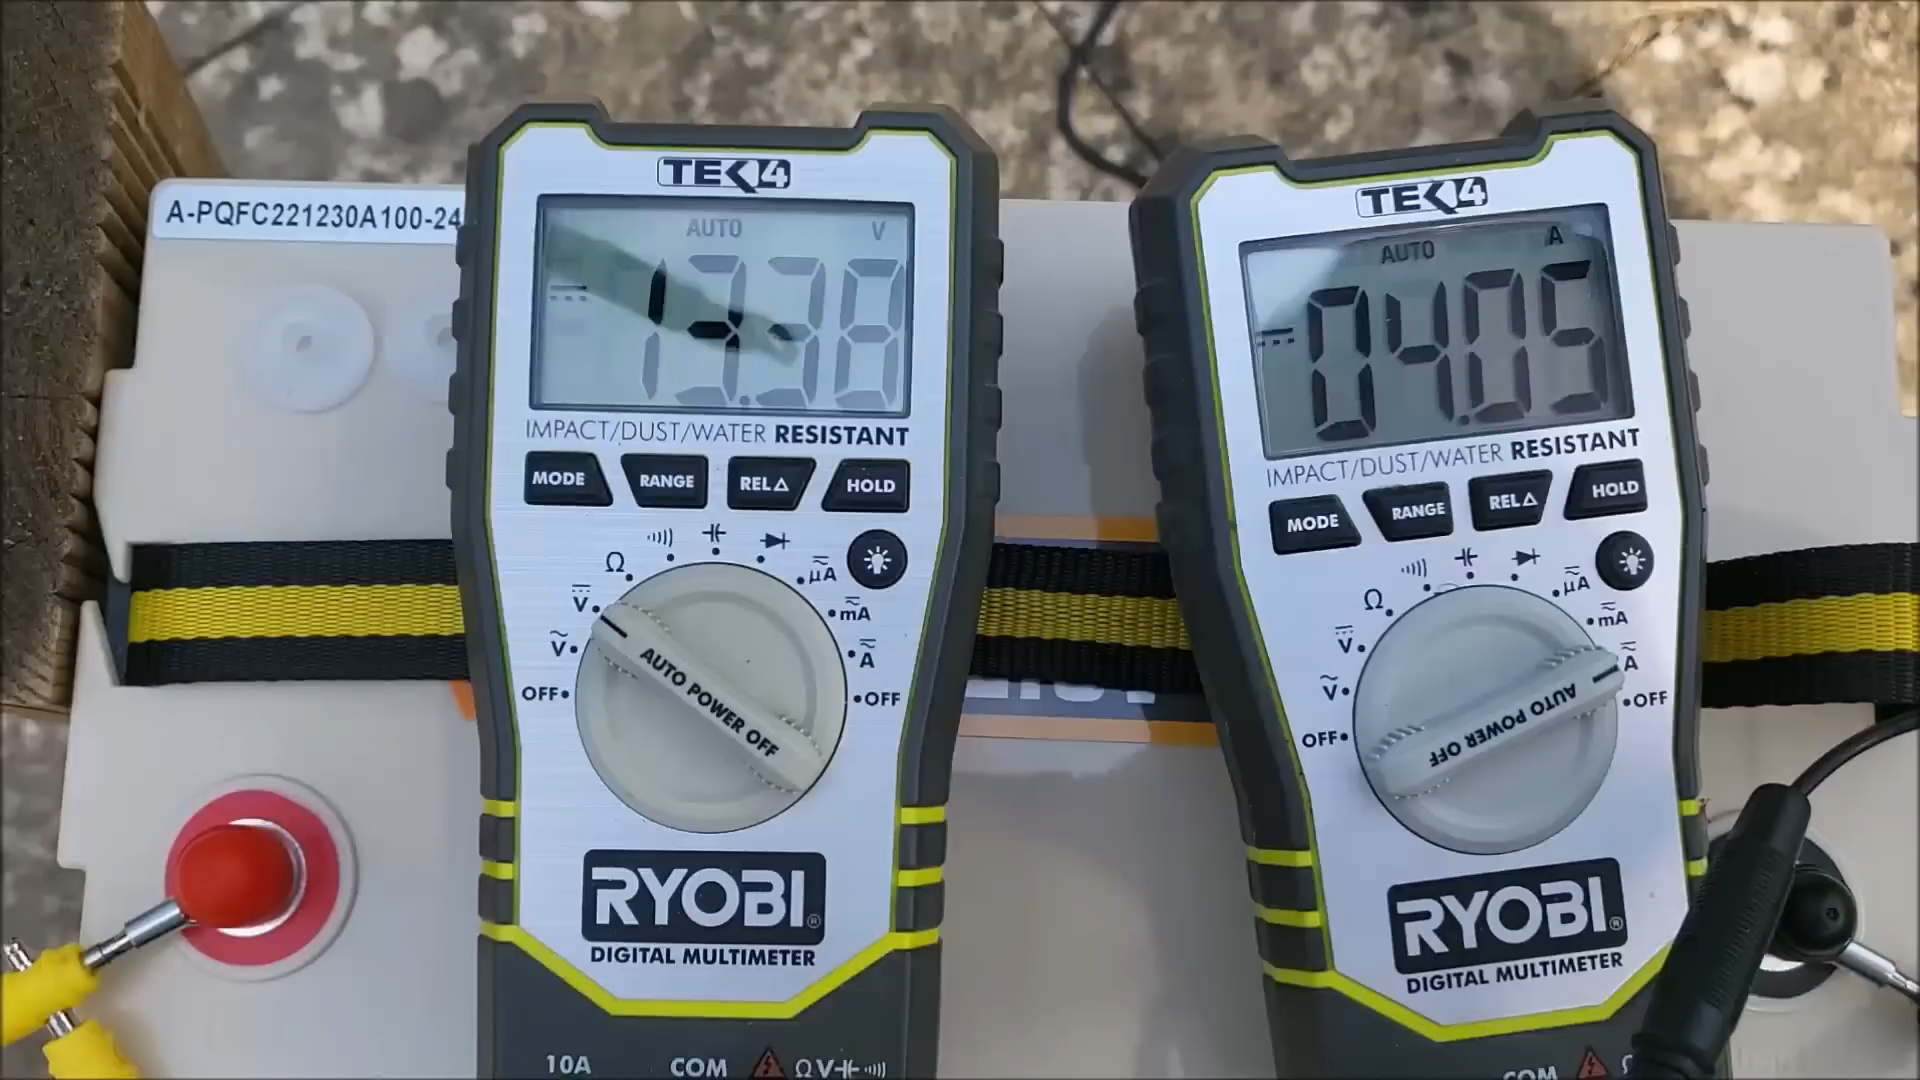 A-PQFC221230A100-24
TEK4
AUTO V
13.38
IMPACT/DUST/WATER RESISTANT
MODE RANGE REL△ HOLD
Ω
V
V
OFF
µA
mA
A
OFF
AUTO POWER OFF
RYOBI®
DIGITAL MULTIMETER
10A COM ΩV
TEK4
AUTO A
04.05
IMPACT/DUST/WATER RESISTANT
MODE RANGE REL△ HOLD
Ω
V
V
OFF
µA
mA
A
OFF
AUTO POWER OFF
RYOBI®
DIGITAL MULTIMETER
COM